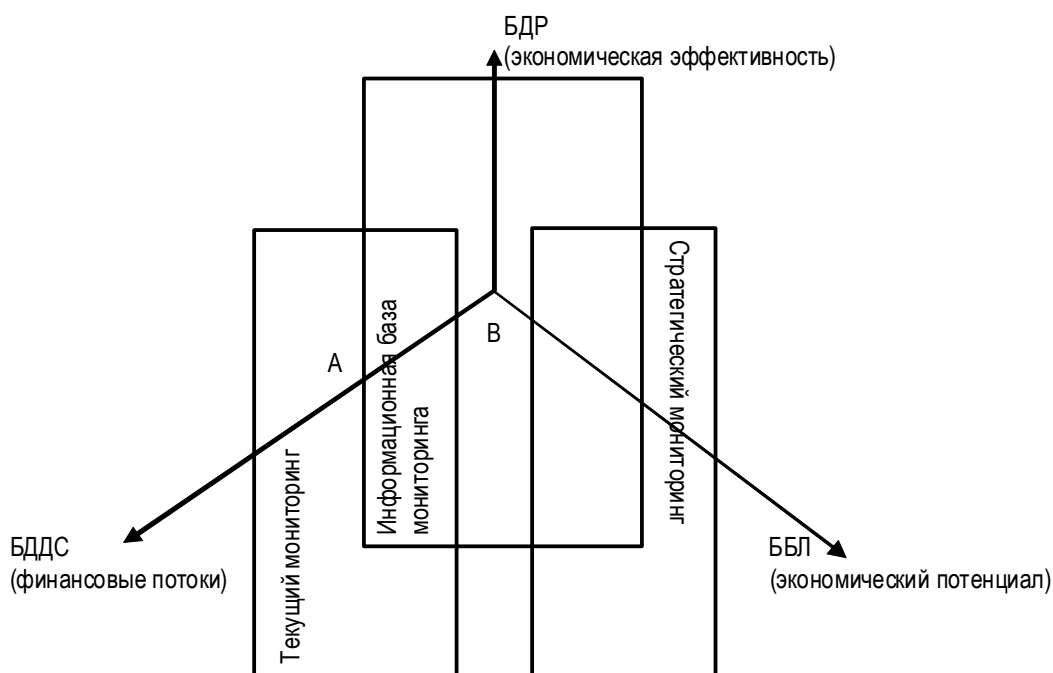 БДР
(экономическая эффективность)
Стратегический мониторинг
А
В
Информационная база
мониторинга
Текущий мониторинг
БДДС
(финансовые потоки)
ББЛ
(экономический потенциал)